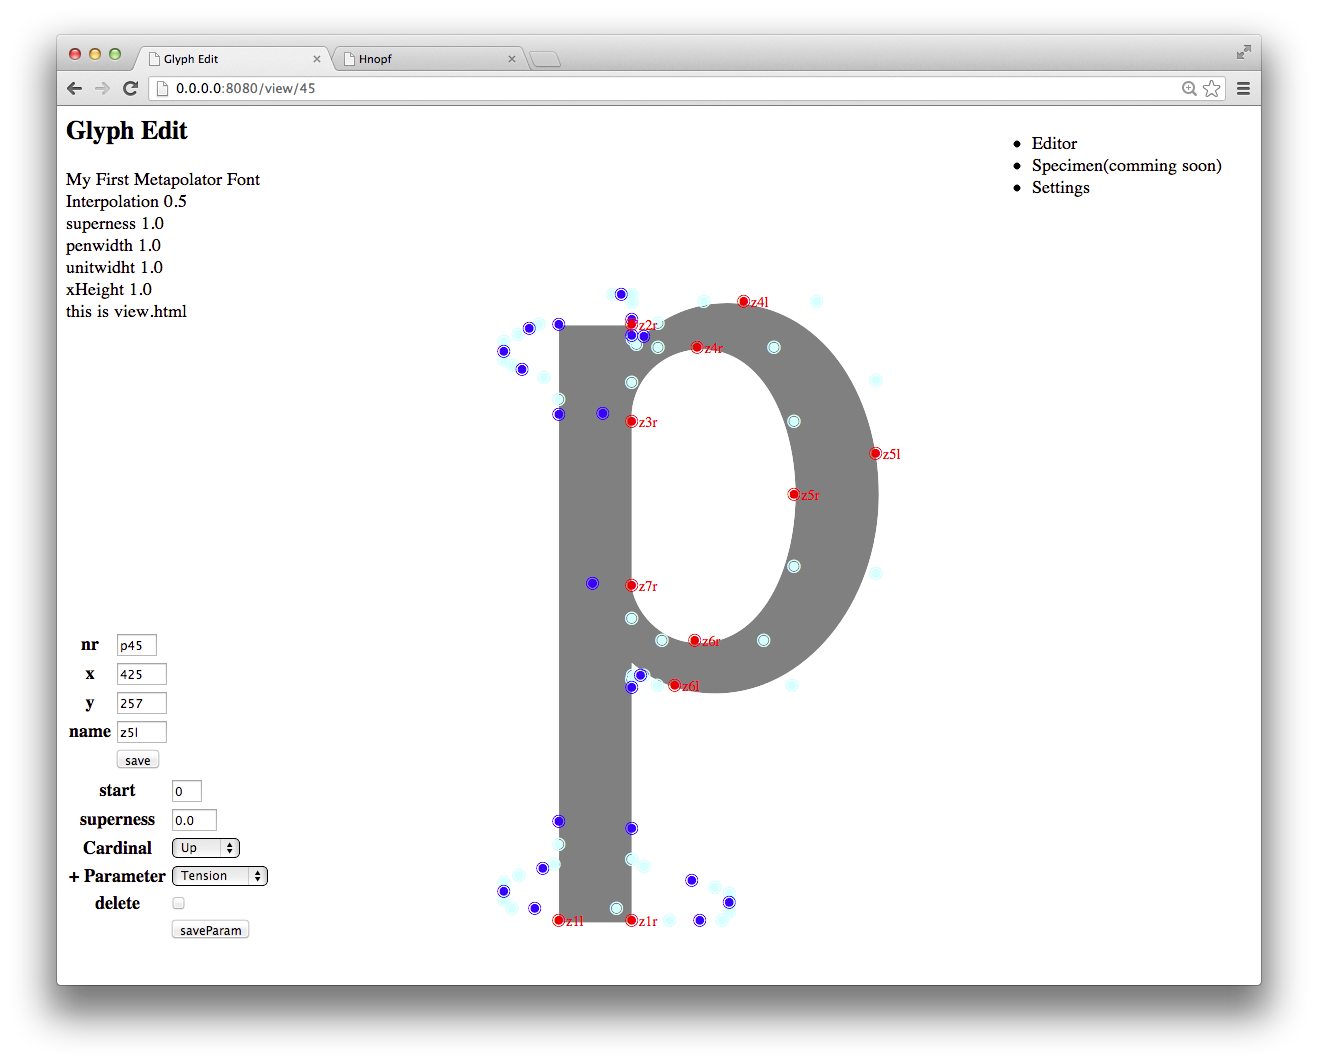 Glyph Edit
Hnopf
0.0.0.0:8080/view/45
Glyph Edit
My First Metapolator Font
Interpolation 0.5
superness 1.0
penwidth 1.0
unitwidht 1.0
xHeight 1.0
this is view.html
Editor
Specimen(comming soon)
Settings
z4l
z2r
z4r
z3r
z5l
z5r
z7r
z6r
z6l
z1l
z1r
nr p45
x 425
y 257
name z5l
save
start 0
superness 0.0
Cardinal Up
+ Parameter Tension
delete
saveParam